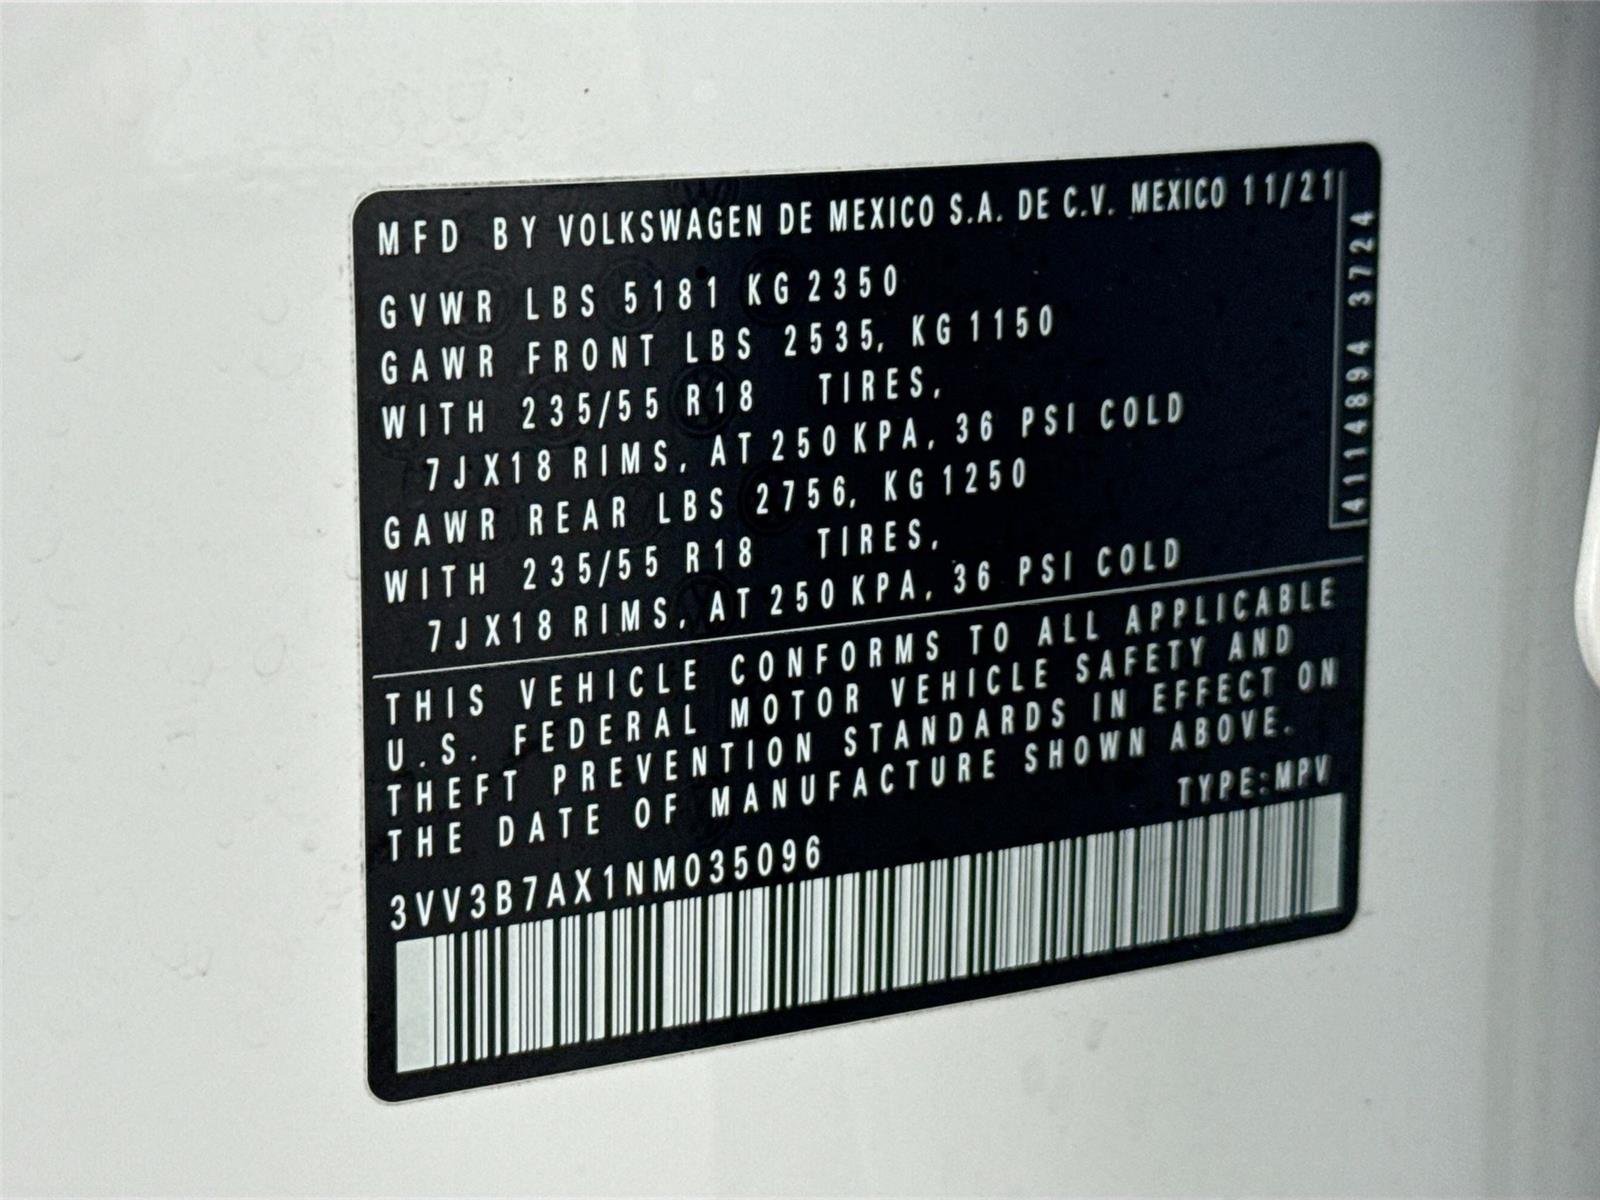 MFD BY VOLKSWAGEN DE MEXICO S.A. DE C.V. MEXICO 11/21
GVWR LBS 5181 KG 2350
GAWR FRONT LBS 2535, KG 1150
WITH 235/55 R18 TIRES,
7JX18 RIMS, AT 250 KPA, 36 PSI COLD
GAWR REAR LBS 2756, KG 1250
WITH 235/55 R18 TIRES,
7JX18 RIMS, AT 250 KPA, 36 PSI COLD
4114894 3724
THIS VEHICLE CONFORMS TO ALL APPLICABLE
U.S. FEDERAL MOTOR VEHICLE SAFETY AND
THEFT PREVENTION STANDARDS IN EFFECT ON
THE DATE OF MANUFACTURE SHOWN ABOVE.
TYPE:MPV
3VV3B7AX1NM035096